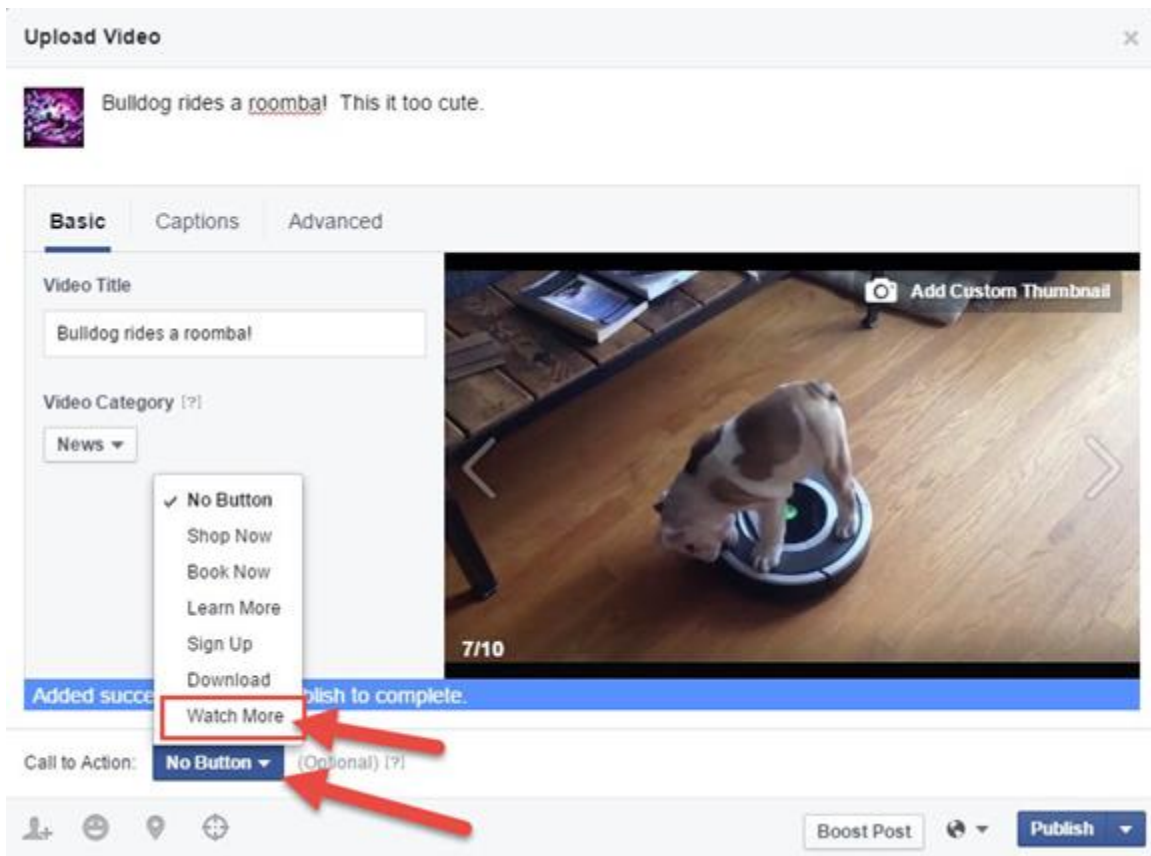 Upload Video
Bulldog rides a roomba! This it too cute.
Basic Captions Advanced
Video Title
Bulldog rides a roomba!
Video Category [?]
News
Add Custom Thumbnail
7/10
No Button
Shop Now
Book Now
Learn More
Sign Up
Download
Watch More
Added succe blish to complete.
Call to Action: No Button (Optional) [?]
Boost Post Publish